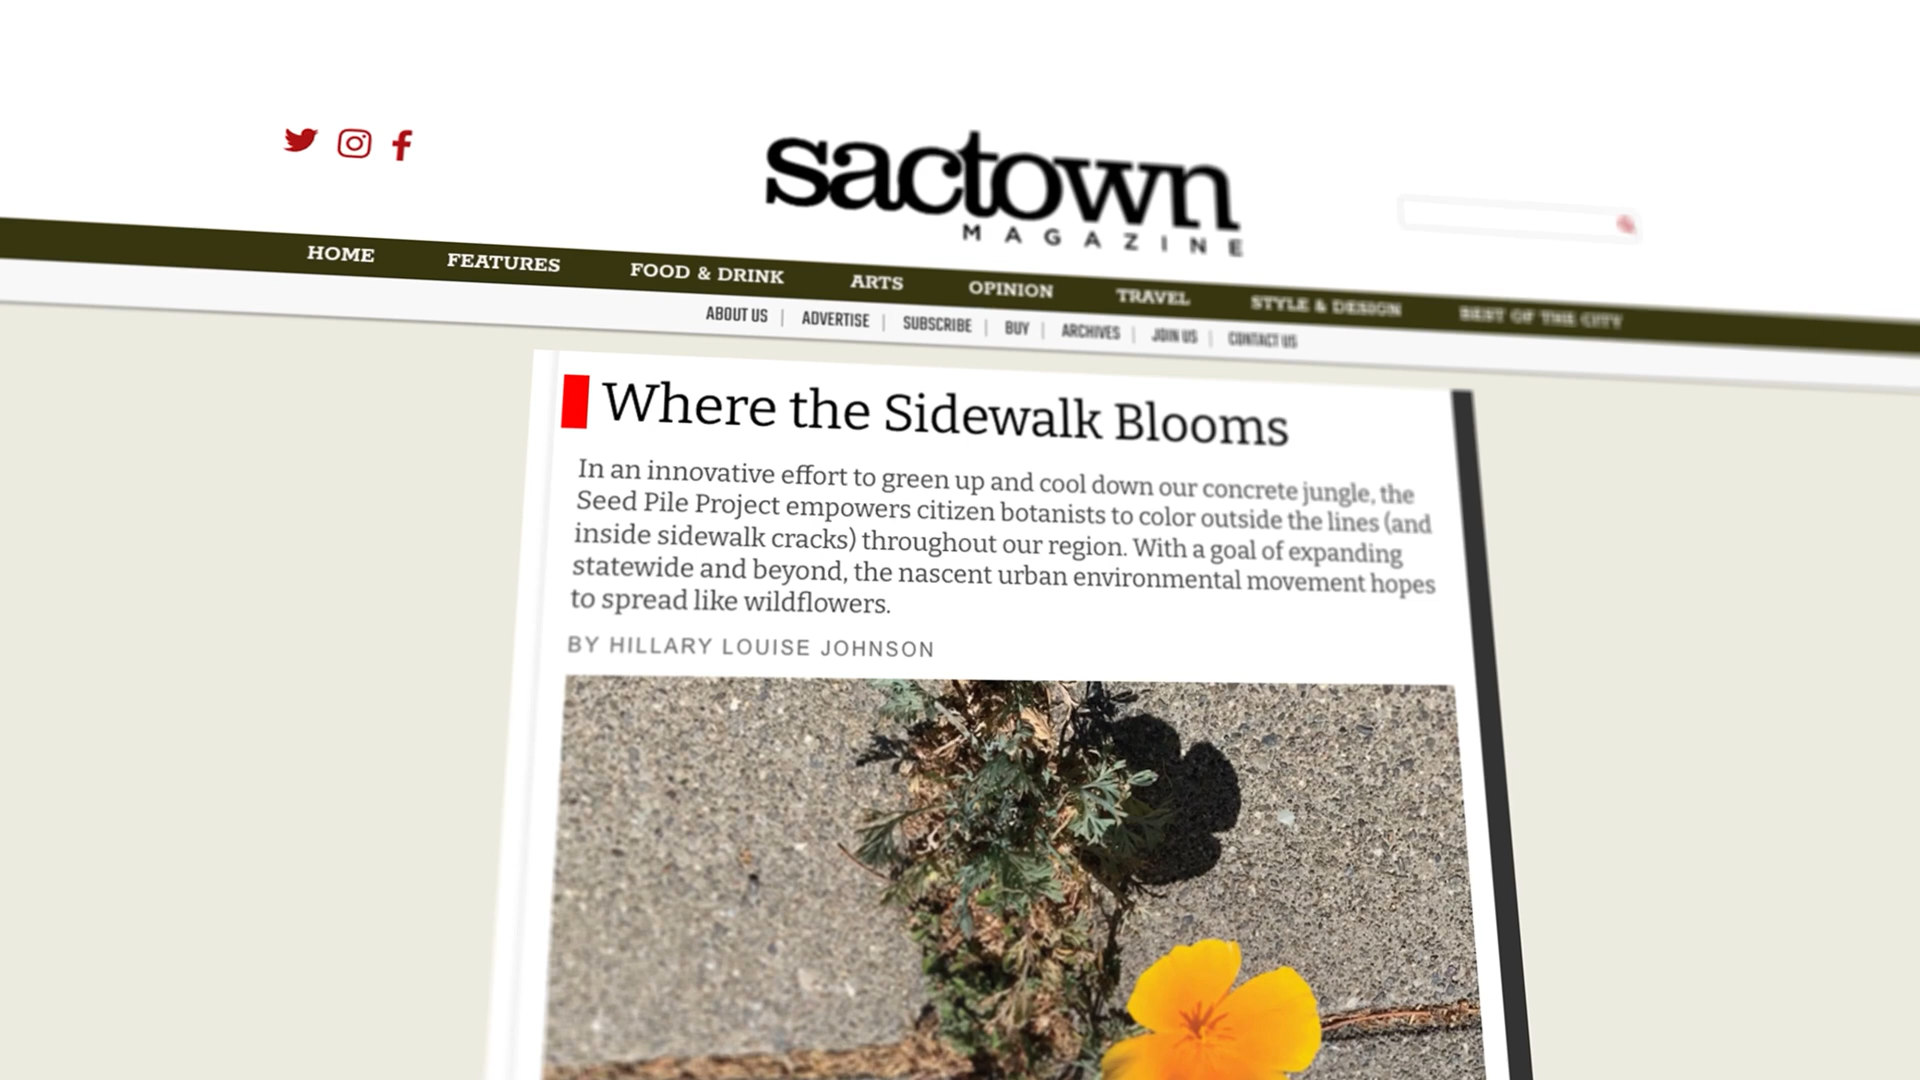 sactown
MAGAZINE
HOME FEATURES FOOD & DRINK ARTS OPINION TRAVEL STYLE & DESIGN BEST OF THE CITY
ABOUT US | ADVERTISE | SUBSCRIBE | BUY | ARCHIVES | JOIN US | CONTACT US
Where the Sidewalk Blooms
In an innovative effort to green up and cool down our concrete jungle, the
Seed Pile Project empowers citizen botanists to color outside the lines (and
inside sidewalk cracks) throughout our region. With a goal of expanding
statewide and beyond, the nascent urban environmental movement hopes
to spread like wildflowers.
BY HILLARY LOUISE JOHNSON